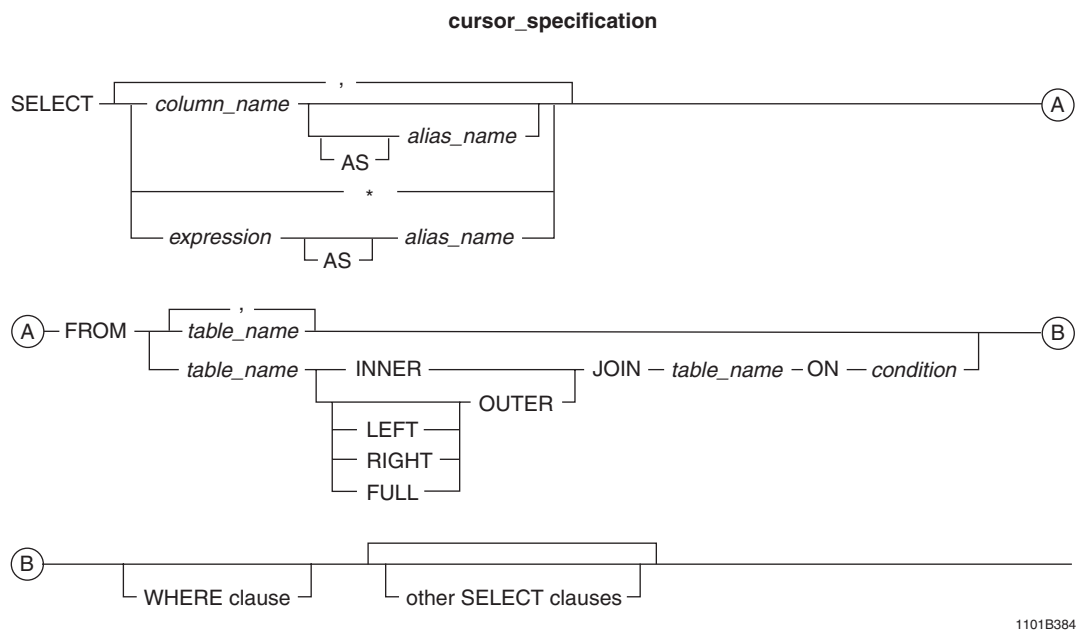 cursor_specification
,
SELECT column_name A
alias_name
AS
*
expression alias_name
AS
,
A FROM table_name B
table_name INNER JOIN table_name ON condition
OUTER
LEFT
RIGHT
FULL
B
WHERE clause other SELECT clauses
1101B384